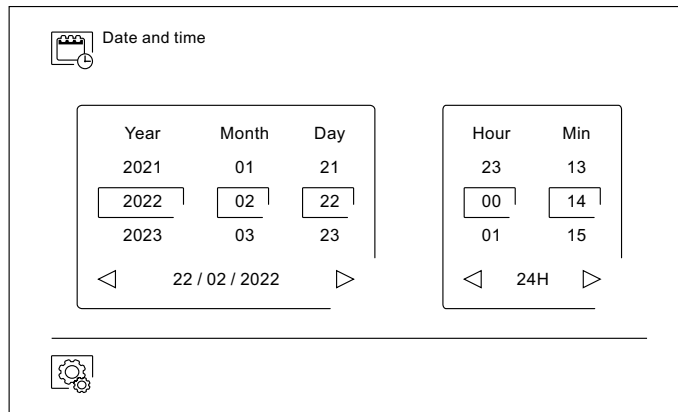 Date and time
Year Month Day
2021 01 21
2022 02 22
2023 03 23
22 / 02 / 2022
Hour Min
23 13
00 14
01 15
24H